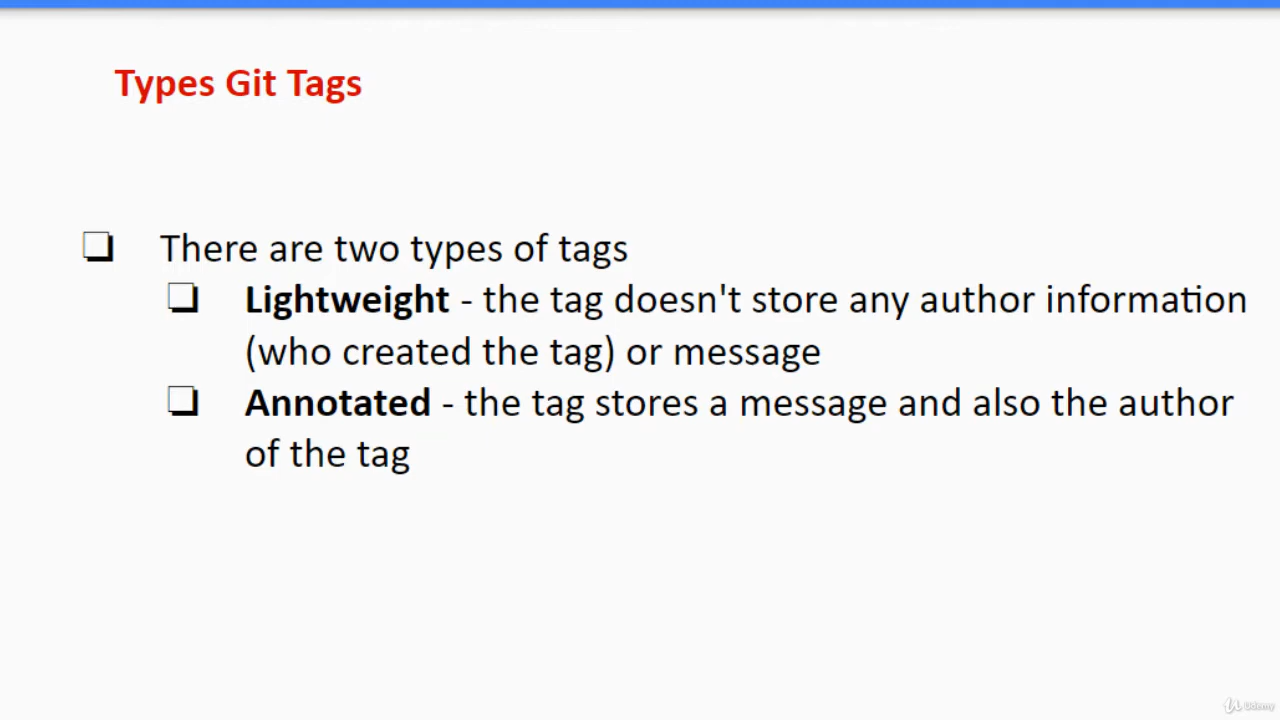 Types Git Tags
❏ There are two types of tags
❏ Lightweight - the tag doesn't store any author information
(who created the tag) or message
❏ Annotated - the tag stores a message and also the author
of the tag
Udemy